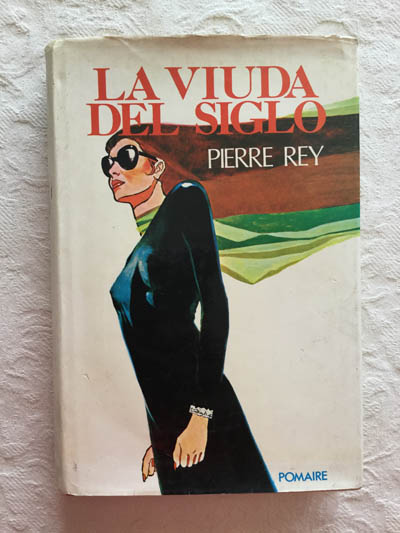 LA VIUDA
DEL SIGLO
PIERRE REY
POMAIRE